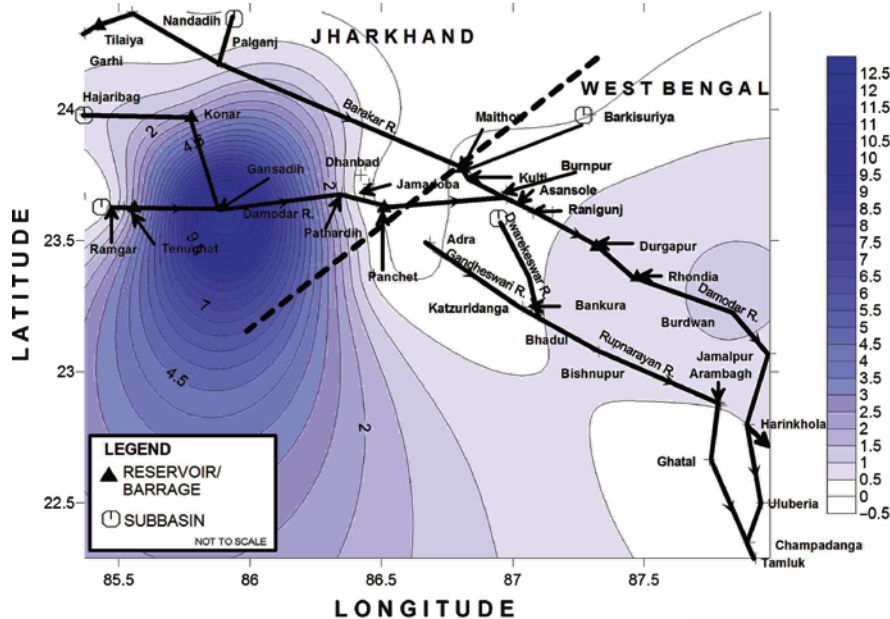 Nandadih
Tilaiya
Palganj
Garhi
JHARKHAND
WEST BENGAL
Hajaribag
Konar
Barakar R.
Maithon
Barkisuriya
2
4.5
Gansadih
Dhanbad
2
Jamadoba
Kulti
Burnpur
Asansole
Ranigunj
Damodar R.
Ramgar
Tenughat
9.5
Pathardih
Panchet
Adra
Dwarekeswar R.
Gandheswari R.
Durgapur
Rhondia
Damodar R.
7
Katzuridanga
Bankura
Burdwan
Bhadul
Rupnarayan R.
Bishnupur
Jamalpur
Arambagh
4.5
2
Harinkhola
Ghatal
Uluberia
Champadanga
Tamluk
LEGEND
RESERVOIR/
BARRAGE
SUBBASIN
NOT TO SCALE
LATITUDE
24
23.5
23
22.5
85.5 86 86.5 87 87.5
LONGITUDE
12.5
12
11.5
11
10.5
10
9.5
9
8.5
8
7.5
7
6.5
6
5.5
5
4.5
4
3.5
3
2.5
2
1.5
1
0.5
0
−0.5